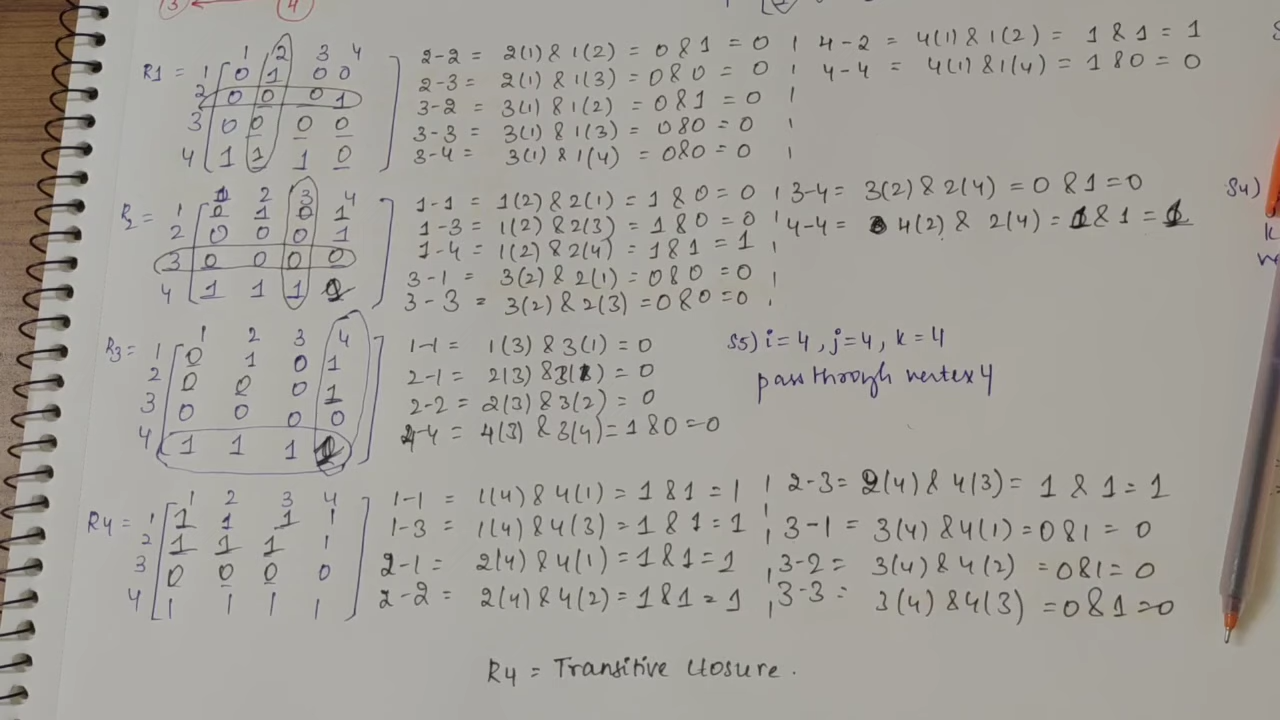 3 4
1 2 3 4
R1 = 1 0 1 0 0
2 0 0 0 1
3 0 0 0 0
4 1 1 1 0
2-2 = 2(1) & 1(2) = 0 & 1 = 0 | 4-2 = 4(1) & 1(2) = 1 & 1 = 1
2-3 = 2(1) & 1(3) = 0 & 0 = 0 | 4-4 = 4(1) & 1(4) = 1 & 0 = 0
3-2 = 3(1) & 1(2) = 0 & 1 = 0 |
3-3 = 3(1) & 1(3) = 0 & 0 = 0 |
3-4 = 3(1) & 1(4) = 0 & 0 = 0 |
1 2 3 4
R2 = 1 0 1 0 1
2 0 0 0 1
3 0 0 0 0
4 1 1 1
1-1 = 1(2) & 2(1) = 1 & 0 = 0 | 3-4 = 3(2) & 2(4) = 0 & 1 = 0
1-3 = 1(2) & 2(3) = 1 & 0 = 0 | 4-4 = 4(2) & 2(4) = 1 & 1 = 1
1-4 = 1(2) & 2(4) = 1 & 1 = 1 |
3-1 = 3(2) & 2(1) = 0 & 0 = 0 |
3-3 = 3(2) & 2(3) = 0 & 0 = 0 |
S4)
k
1 2 3 4
R3 = 1 0 1 0 1
2 0 0 0 1
3 0 0 0 0
4 1 1 1
1-1 = 1(3) & 3(1) = 0
2-1 = 2(3) & 3(1) = 0
2-2 = 2(3) & 3(2) = 0
4-4 = 4(3) & 3(4) = 1 & 0 = 0
S5) i = 4, j = 4, k = 4
pass through vertex 4
1 2 3 4
R4 = 1 1 1 1 1
2 1 1 1 1
3 0 0 0 0
4 1 1 1 1
1-1 = 1(4) & 4(1) = 1 & 1 = 1 | 2-3 = 2(4) & 4(3) = 1 & 1 = 1
1-3 = 1(4) & 4(3) = 1 & 1 = 1 | 3-1 = 3(4) & 4(1) = 0 & 1 = 0
2-1 = 2(4) & 4(1) = 1 & 1 = 1 | 3-2 = 3(4) & 4(2) = 0 & 1 = 0
2-2 = 2(4) & 4(2) = 1 & 1 = 1 | 3-3 = 3(4) & 4(3) = 0 & 1 = 0
R4 = Transitive closure.